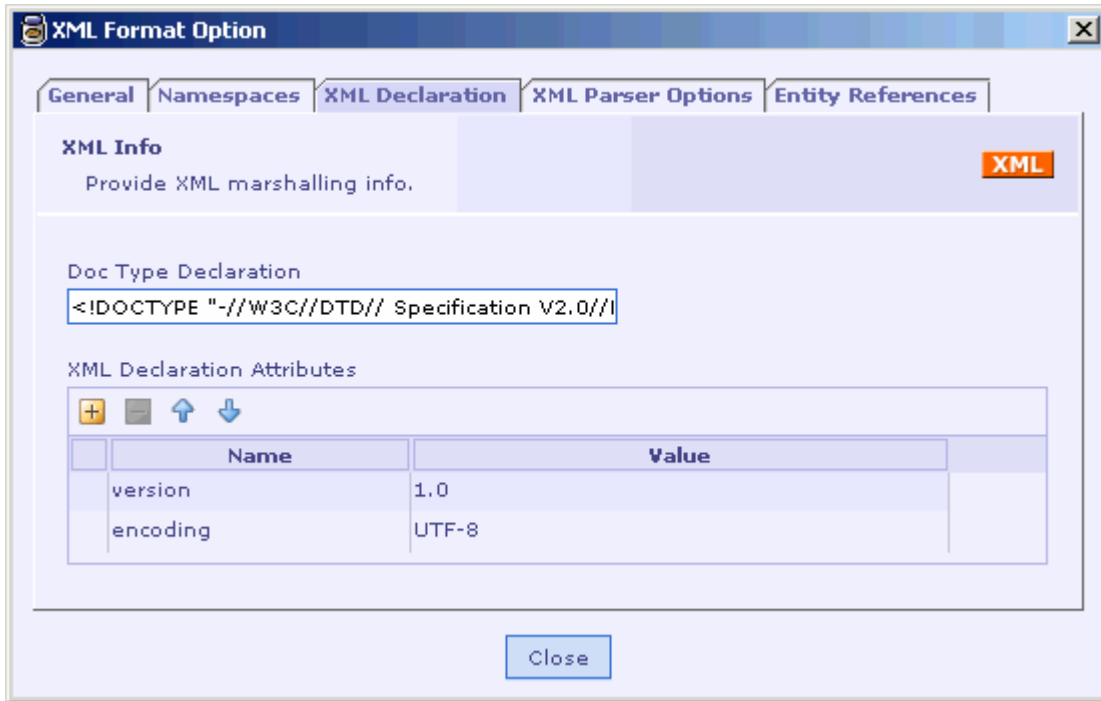 XML Format Option
General Namespaces XML Declaration XML Parser Options Entity References
XML Info
XML
Provide XML marshalling info.
Doc Type Declaration
<!DOCTYPE "-//W3C//DTD// Specification V2.0//
XML Declaration Attributes
Name Value
version 1.0
encoding UTF-8
Close